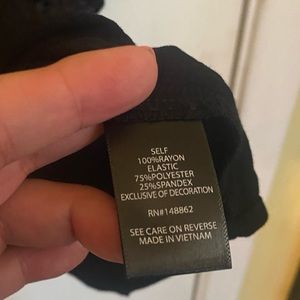 SELF
100%RAYON
ELASTIC
75%POLYESTER
25%SPANDEX
EXCLUSIVE OF DECORATION
RN#148862
SEE CARE ON REVERSE
MADE IN VIETNAM